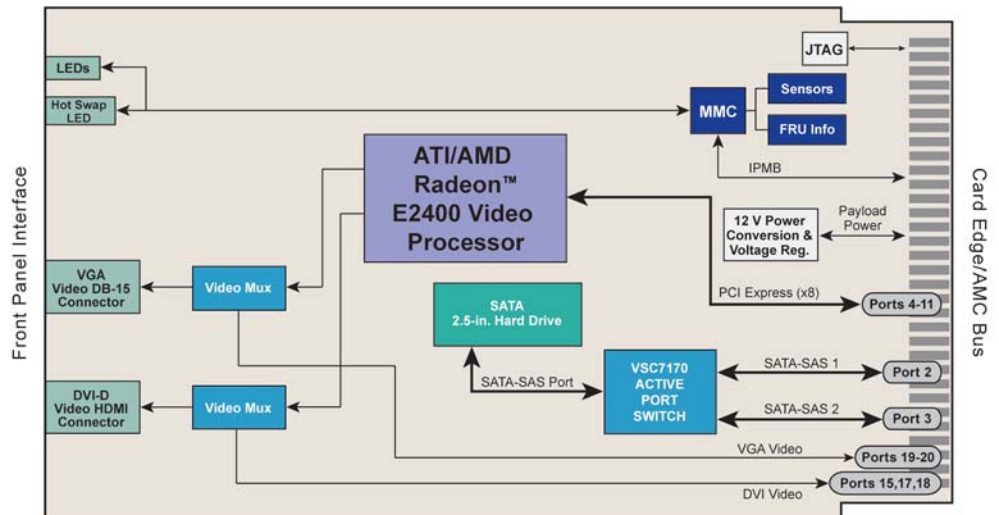 JTAG
LEDs
Hot Swap
LED
MMC
Sensors
FRU Info
IPMB
ATI/AMD
Radeon™
E2400 Video
Processor
12 V Power
Conversion &
Voltage Reg.
Payload
Power
Front Panel Interface
Card Edge/AMC Bus
VGA
Video DB-15
Connector
Video Mux
SATA
2.5-in. Hard Drive
PCI Express (x8)
Ports 4-11
VSC7170
ACTIVE
PORT
SWITCH
SATA-SAS Port
SATA-SAS 1
Port 2
DVI-D
Video HDMI
Connector
Video Mux
SATA-SAS 2
Port 3
VGA Video
Ports 19-20
DVI Video
Ports 15,17,18